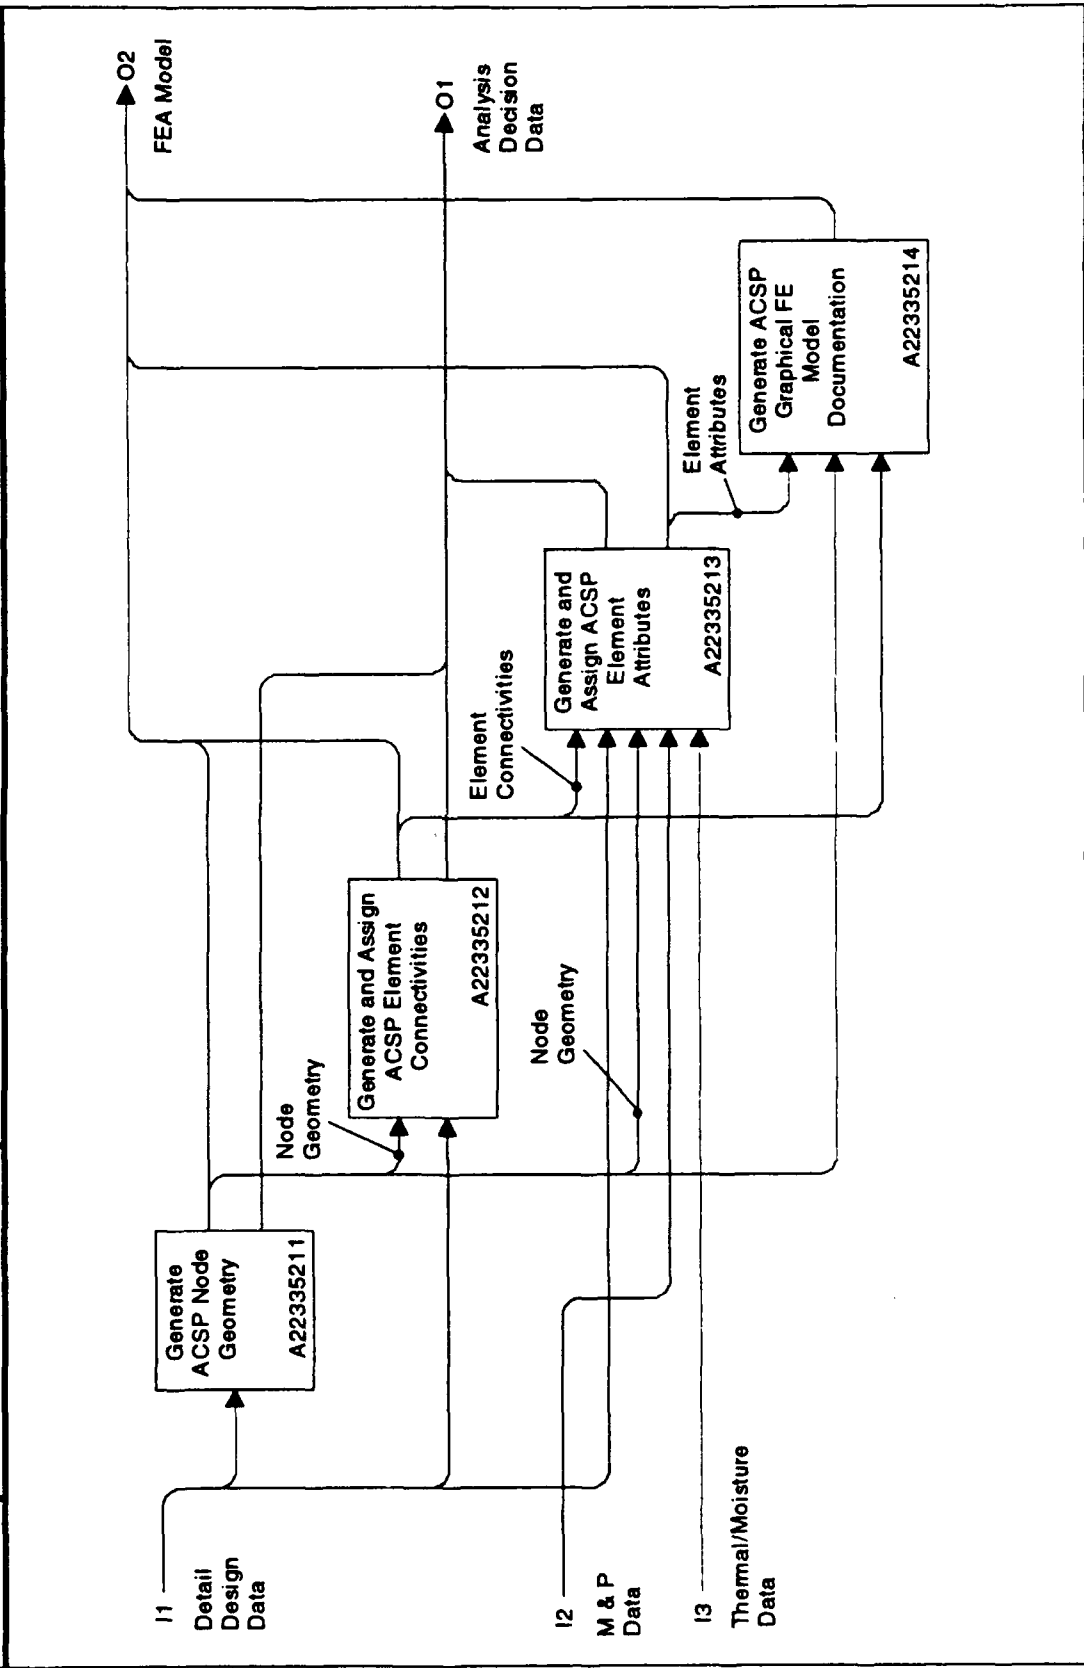 I1
Detail
Design
Data
Generate
ACSP Node
Geometry
A22335211
Node
Geometry
Generate and Assign
ACSP Element
Connectivities
A22335212
Node
Geometry
Element
Connectivities
Generate and
Assign ACSP
Element
Attributes
A22335213
Element
Attributes
Generate ACSP
Graphical FE
Model
Documentation
A22335214
I2
M & P
Data
I3
Thermal/Moisture
Data
O2
FEA Model
O1
Analysis
Decision
Data